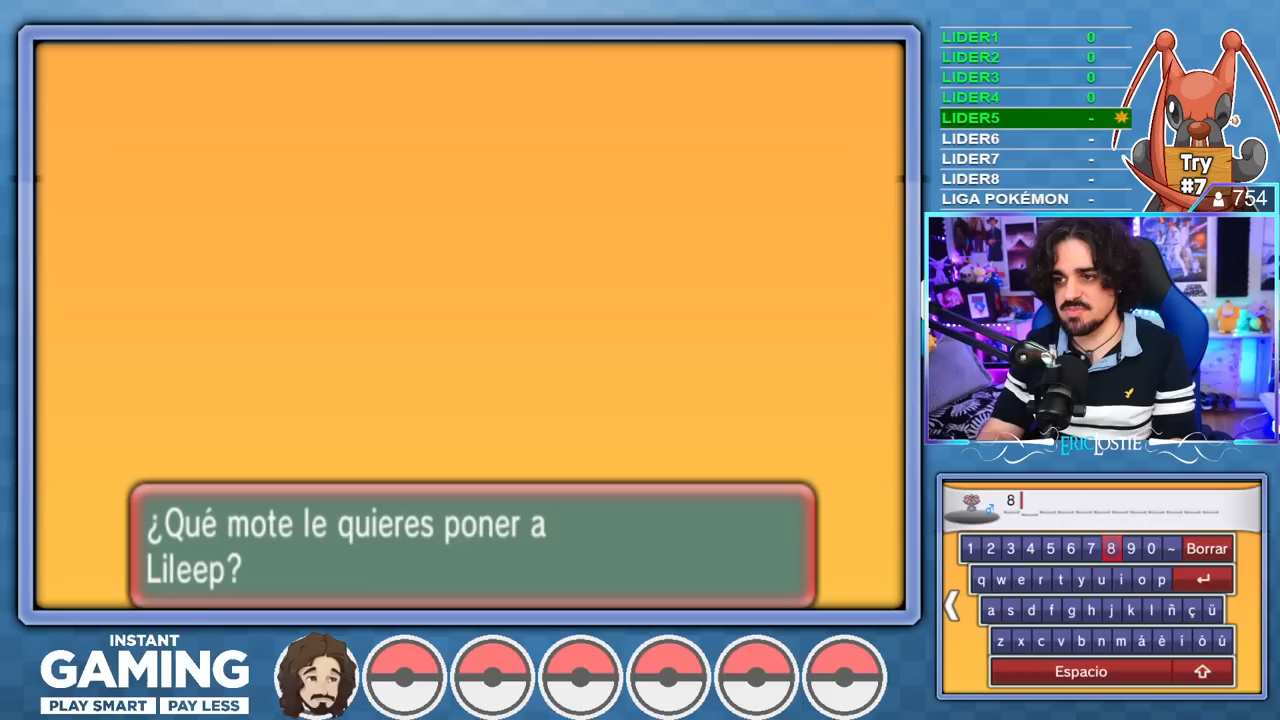 ¿Qué mote le quieres poner a
Lileep?
LIDER1 0
LIDER2 0
LIDER3 0
LIDER4 0
LIDER5 -
LIDER6 -
LIDER7 -
LIDER8 -
LIGA POKÉMON -
Try
#7
754
ERICLOSTIE
8
1 2 3 4 5 6 7 8 9 0 ~ Borrar
q w e r t y u i o p
a s d f g h j k l ñ ç ü
z x c v b n m á é í ó ú
Espacio
INSTANT
GAMING
PLAY SMART PAY LESS